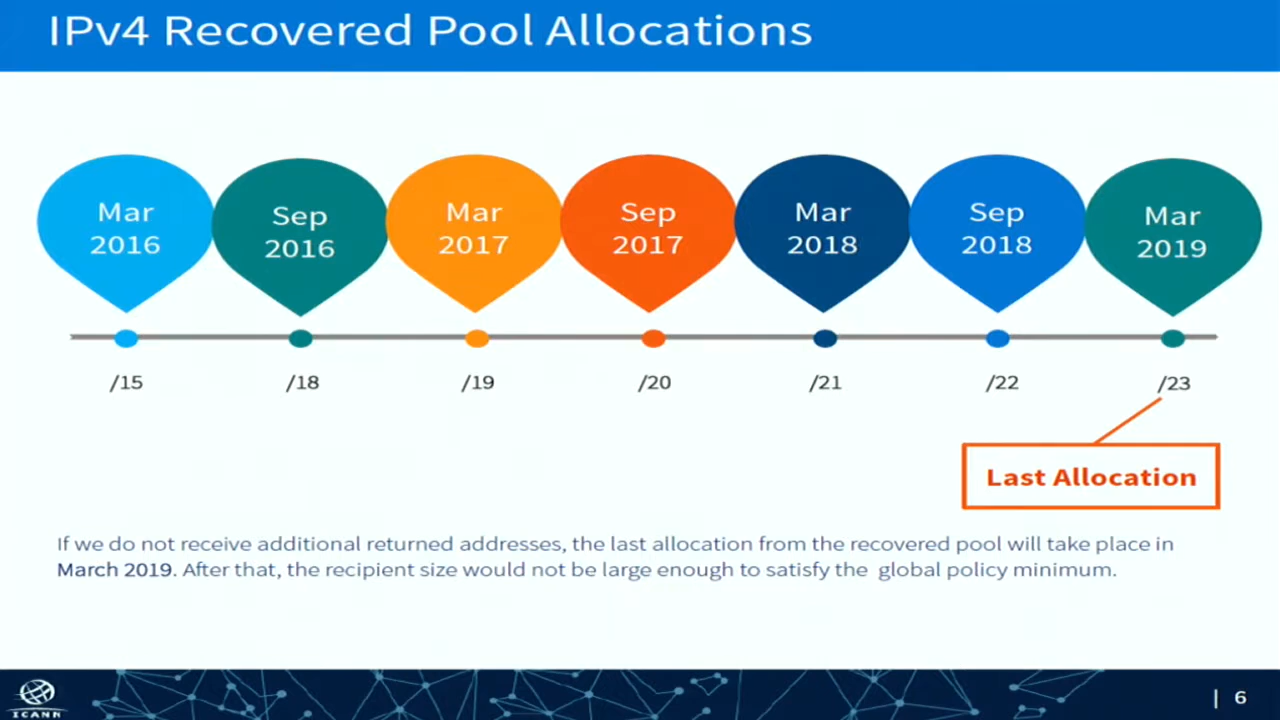 IPv4 Recovered Pool Allocations
Mar
2016
Sep
2016
Mar
2017
Sep
2017
Mar
2018
Sep
2018
Mar
2019
/15
/18
/19
/20
/21
/22
/23
Last Allocation
If we do not receive additional returned addresses, the last allocation from the recovered pool will take place in
March 2019. After that, the recipient size would not be large enough to satisfy the global policy minimum.
ICANN
| 6